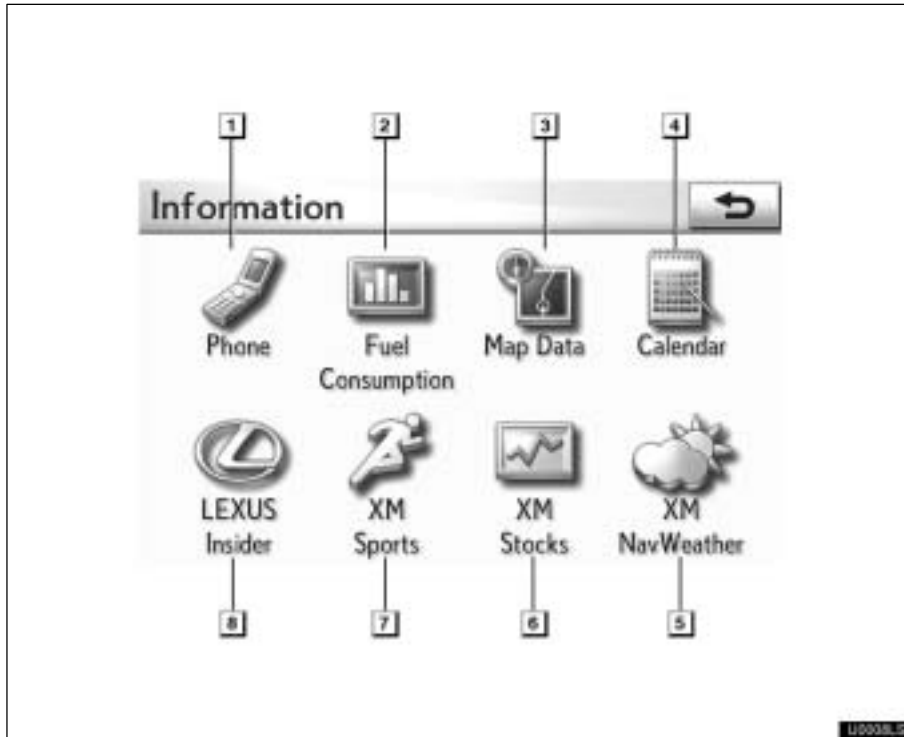 1 2 3 4
Information
Phone Fuel Consumption Map Data Calendar
LEXUS Insider XM Sports XM Stocks XM NavWeather
8 7 6 5